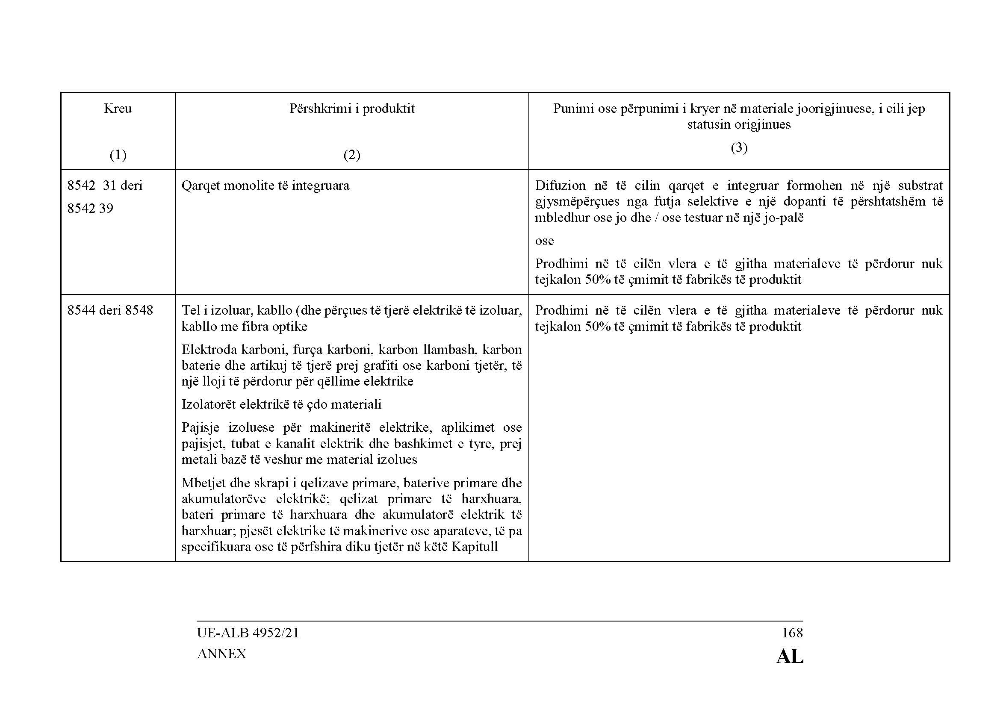 Kreu
(1)
Përshkrimi i produktit
(2)
Punimi ose përpunimi i kryer në materiale joorigjinuese, i cili jep
statusin origjinues
(3)
8542  31 deri
8542 39
Qarqet monolite të integruara
Difuzion në të cilin qarqet e integruar formohen në një substrat
gjysmëpërçues nga futja selektive e një dopanti të përshtatshëm të
mbledhur ose jo dhe / ose testuar në një jo-palë
ose
Prodhimi në të cilën vlera e të gjitha materialeve të përdorur nuk
tejkalon 50% të çmimit të fabrikës të produktit
8544 deri 8548
Tel i izoluar, kabllo (dhe përçues të tjerë elektrikë të izoluar,
kabllo me fibra optike
Elektroda karboni, furça karboni, karbon llambash, karbon
baterie dhe artikuj të tjerë prej grafiti ose karboni tjetër, të
një lloji të përdorur për qëllime elektrike
Izolatorët elektrikë të çdo materiali
Pajisje izoluese për makineritë elektrike, aplikimet ose
pajisjet, tubat e kanalit elektrik dhe bashkimet e tyre, prej
metali bazë të veshur me material izolues
Mbetjet dhe skrapi i qelizave primare, baterive primare dhe
akumulatorëve elektrikë; qelizat primare të harxhuara,
bateri primare të harxhuara dhe akumulatorë elektrik të
harxhuar; pjesët elektrike të makinerive ose aparateve, të pa
specifikuara ose të përfshira diku tjetër në këtë Kapitull
Prodhimi në të cilën vlera e të gjitha materialeve të përdorur nuk
tejkalon 50% të çmimit të fabrikës të produktit
UE-ALB 4952/21
168
ANNEX
AL